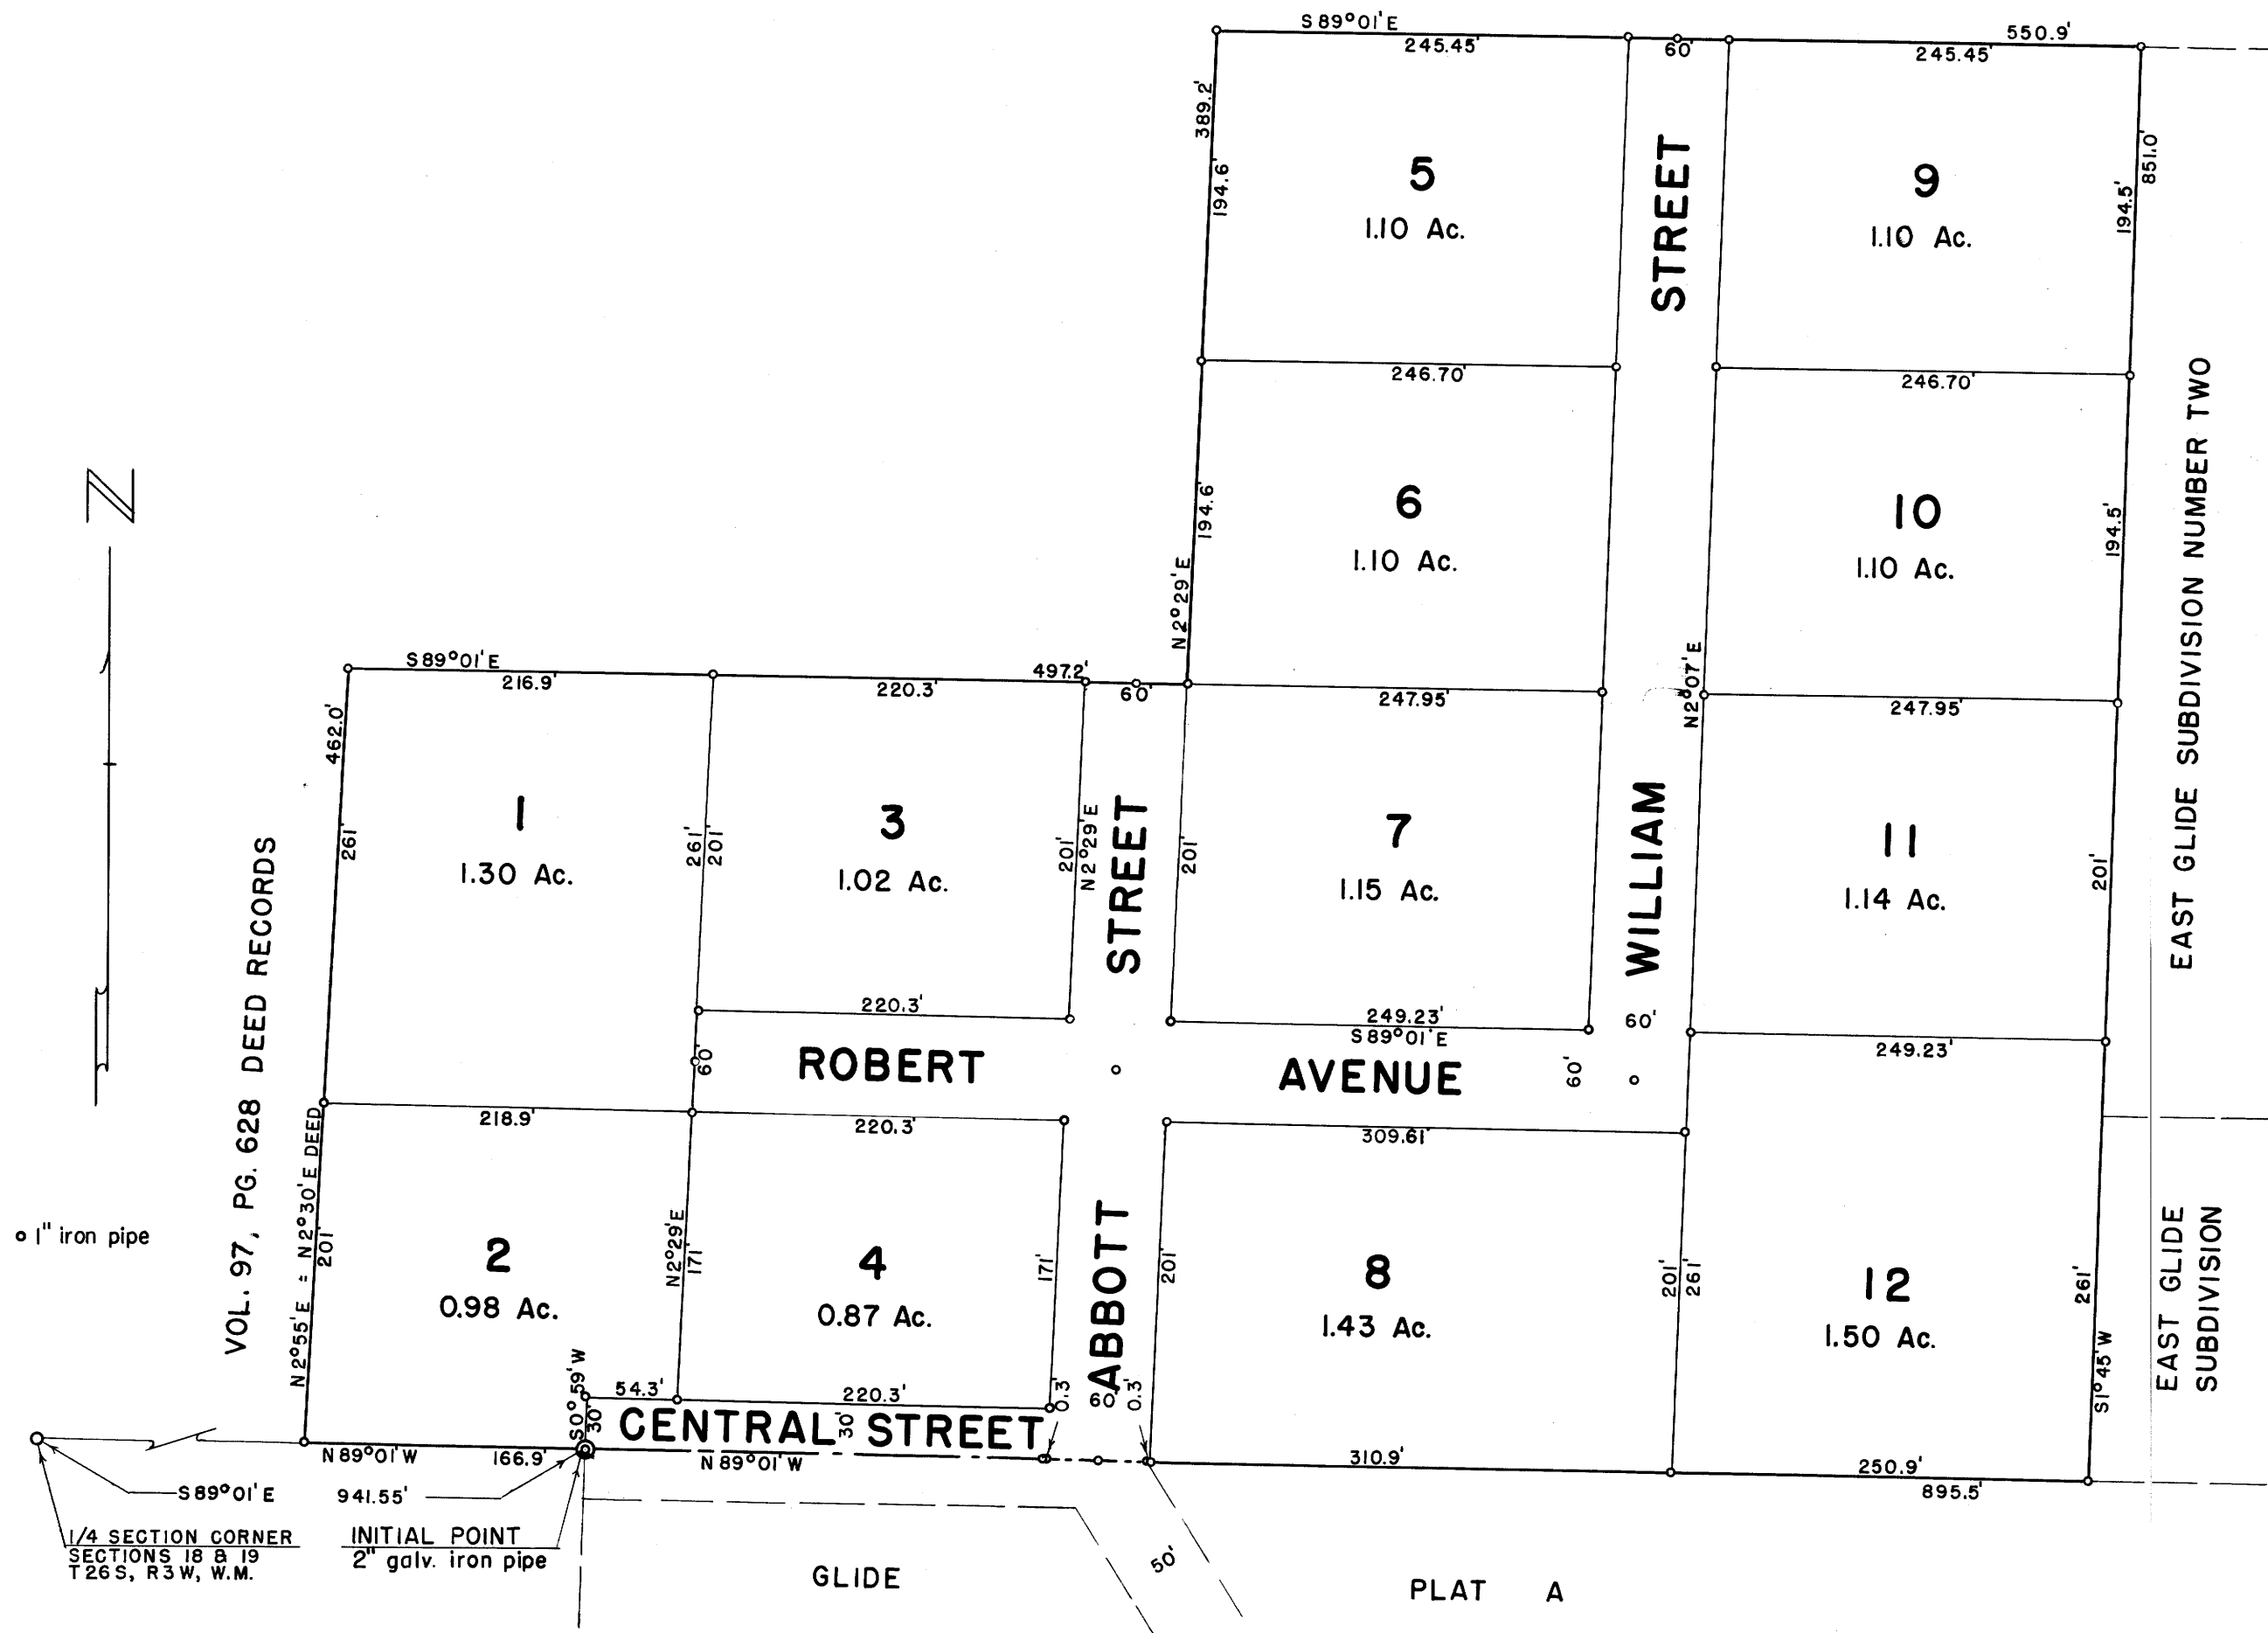 S 89°01' E
245.45'
60'
550.9'
245.45'
389.2'
194.6'
5
1.10 Ac.
STREET
9
1.10 Ac.
194.5'
851.0'
246.70'
246.70'
N
194.6'
N 2°29' E
6
1.10 Ac.
10
1.10 Ac.
194.5'
EAST GLIDE SUBDIVISION NUMBER TWO
S 89°01' E
216.9'
220.3'
497.2'
60'
247.95'
N 2°07' E
247.95'
462.0'
261'
1
1.30 Ac.
261'
201'
3
1.02 Ac.
201'
N 2°29' E
STREET
201'
7
1.15 Ac.
WILLIAM
11
1.14 Ac.
201'
VOL. 97, PG. 628 DEED RECORDS
220.3'
249.23'
S 89°01' E
60'
249.23'
60'
ROBERT
AVENUE
60'
218.9'
220.3'
309.61'
o 1" iron pipe
N 2°55' E = N 2°30' E DEED
201'
2
0.98 Ac.
N 2°29' E
171'
4
0.87 Ac.
171'
ABBOTT
201'
8
1.43 Ac.
201'
261'
12
1.50 Ac.
261'
S 1°45' W
EAST GLIDE
SUBDIVISION
S 0°59' W
30'
54.3'
220.3'
0.3'
60'
0.3'
CENTRAL STREET
30'
N 89°01' W
166.9'
N 89°01' W
310.9'
250.9'
895.5'
S 89°01' E
941.55'
1/4 SECTION CORNER
SECTIONS 18 & 19
T 26 S, R 3 W, W.M.
INITIAL POINT
2" galv. iron pipe
GLIDE
50'
PLAT A